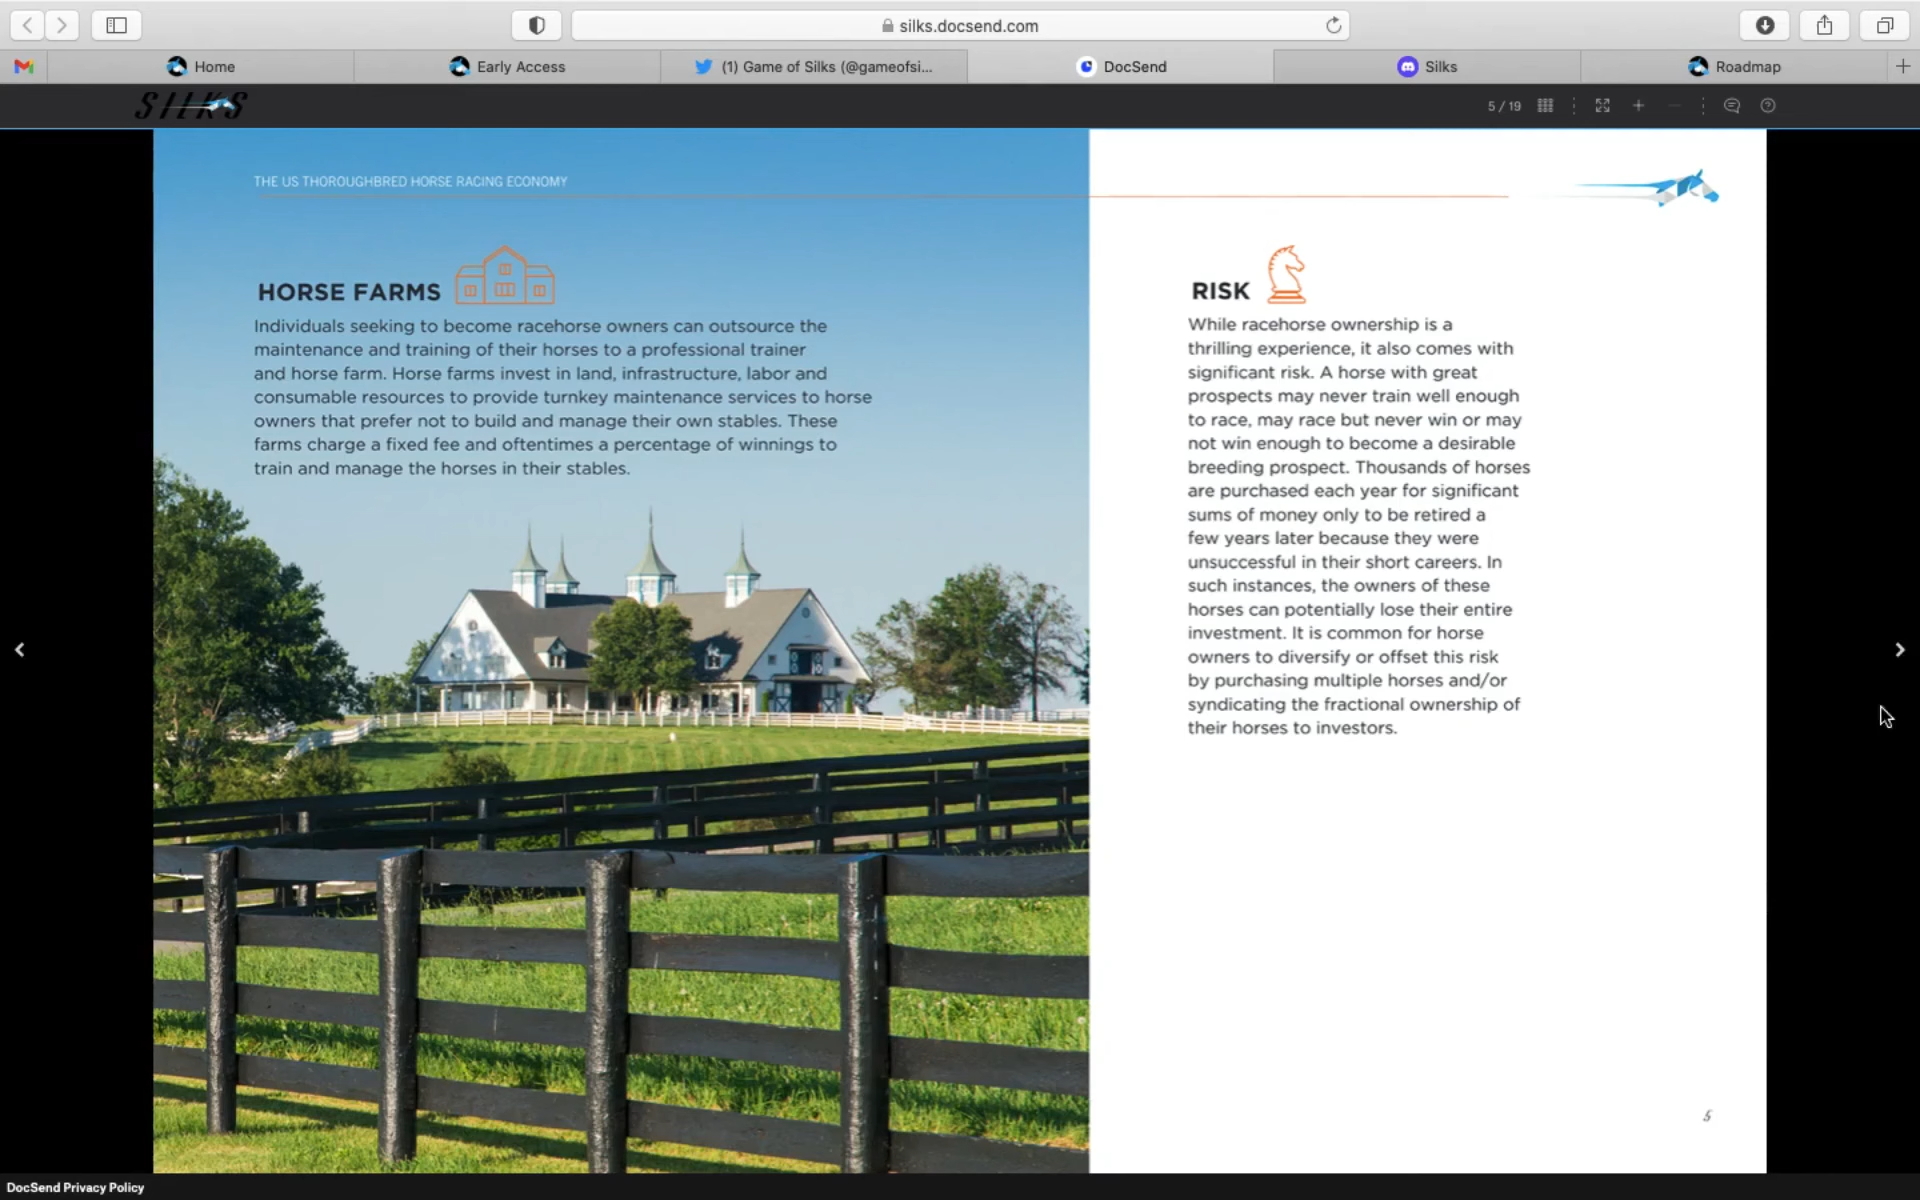 silks.docsend.com
Home
Early Access
(1) Game of Silks (@gameofsi...
DocSend
Silks
Roadmap
SILKS
5 / 19
THE US THOROUGHBRED HORSE RACING ECONOMY
HORSE FARMS
Individuals seeking to become racehorse owners can outsource the
maintenance and training of their horses to a professional trainer
and horse farm. Horse farms invest in land, infrastructure, labor and
consumable resources to provide turnkey maintenance services to horse
owners that prefer not to build and manage their own stables. These
farms charge a fixed fee and oftentimes a percentage of winnings to
train and manage the horses in their stables.
RISK
While racehorse ownership is a
thrilling experience, it also comes with
significant risk. A horse with great
prospects may never train well enough
to race, may race but never win or may
not win enough to become a desirable
breeding prospect. Thousands of horses
are purchased each year for significant
sums of money only to be retired a
few years later because they were
unsuccessful in their short careers. In
such instances, the owners of these
horses can potentially lose their entire
investment. It is common for horse
owners to diversify or offset this risk
by purchasing multiple horses and/or
syndicating the fractional ownership of
their horses to investors.
5
DocSend Privacy Policy